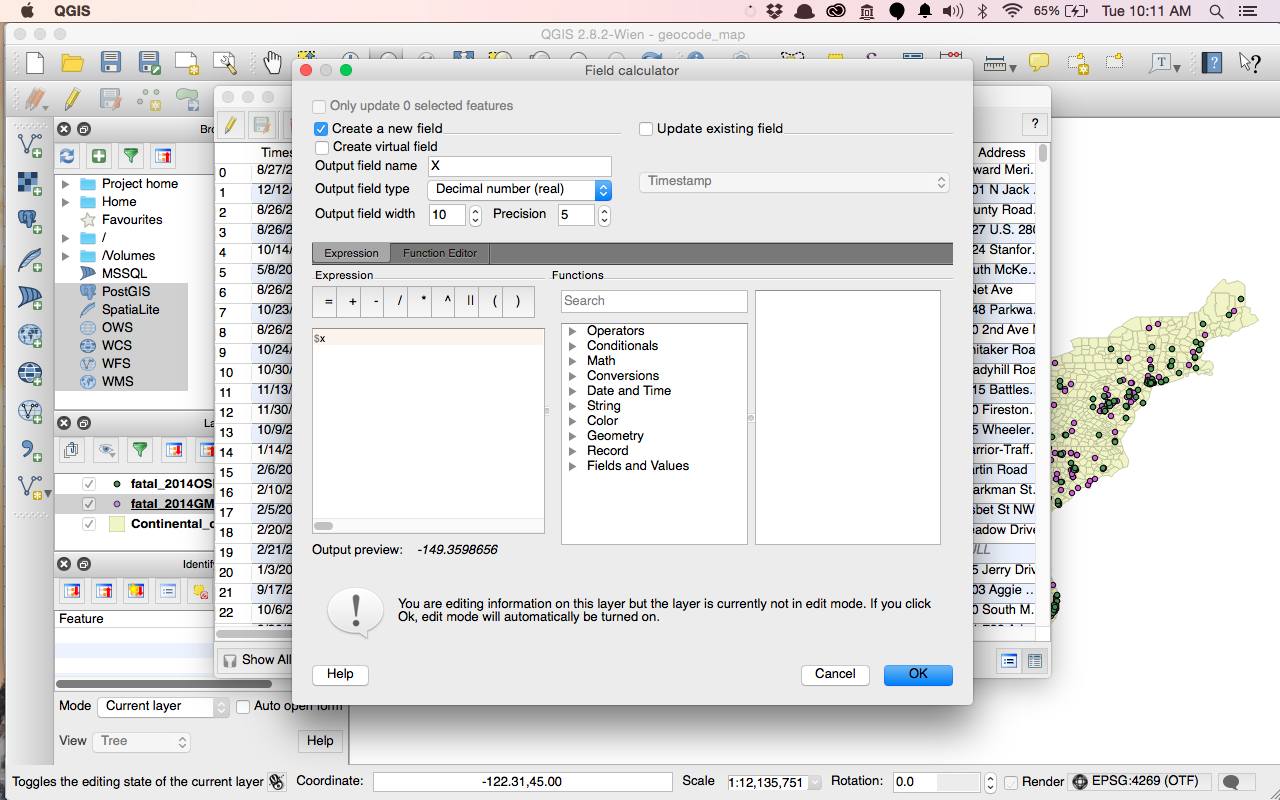 QGIS
65%
Tue 10:11 AM
QGIS 2.8.2-Wien - geocode_map
Field calculator
Only update 0 selected features
Create a new field
Update existing field
Create virtual field
Output field name X
Output field type Decimal number (real)
Timestamp
Output field width 10 Precision 5
Expression Function Editor
Expression
Functions
= + - / * ^ || ( )
Search
$x
Operators
Conditionals
Math
Conversions
Date and Time
String
Color
Geometry
Record
Fields and Values
Output preview: -149.3598656
You are editing information on this layer but the layer is currently not in edit mode. If you click
Ok, edit mode will automatically be turned on.
Help
Cancel
OK
Project home
Home
Favourites
/
/Volumes
MSSQL
PostGIS
SpatiaLite
OWS
WCS
WFS
WMS
fatal_2014OS
fatal_2014GM
Continental_
Identif
Feature
Mode Current layer Auto open form
View Tree Help
Times
0 8/27/2
1 12/12/
2 8/26/2
3 8/26/2
4 10/14/
5 5/8/20
6 8/26/2
7 10/23/
8 8/26/2
9 10/24/
10 10/30/
11 11/13/
12 11/30/
13 10/9/2
14 1/14/2
15 2/6/20
16 2/10/2
17 2/5/20
18 2/20/2
19 2/21/2
20 1/3/20
21 9/17/2
22 10/6/2
Show All
?
Address
ward Meri...
01 N Jack
unty Road
27 U.S. 280
24 Stanfor...
uth McKe...
Net Ave
48 Parkwa
0 2nd Ave
hitaker Road
adyhill Roa
15 Battles...
0 Fireston
5 Wheeler...
arrior-Traff...
artin Road
arkman St
sbet St NW
eadow Drive
ULL
5 Jerry Driv
03 Aggie ...
0 South M...
Toggles the editing state of the current layer
Coordinate: -122.31,45.00
Scale 1:12,135,751
Rotation: 0.0
Render
EPSG:4269 (OTF)